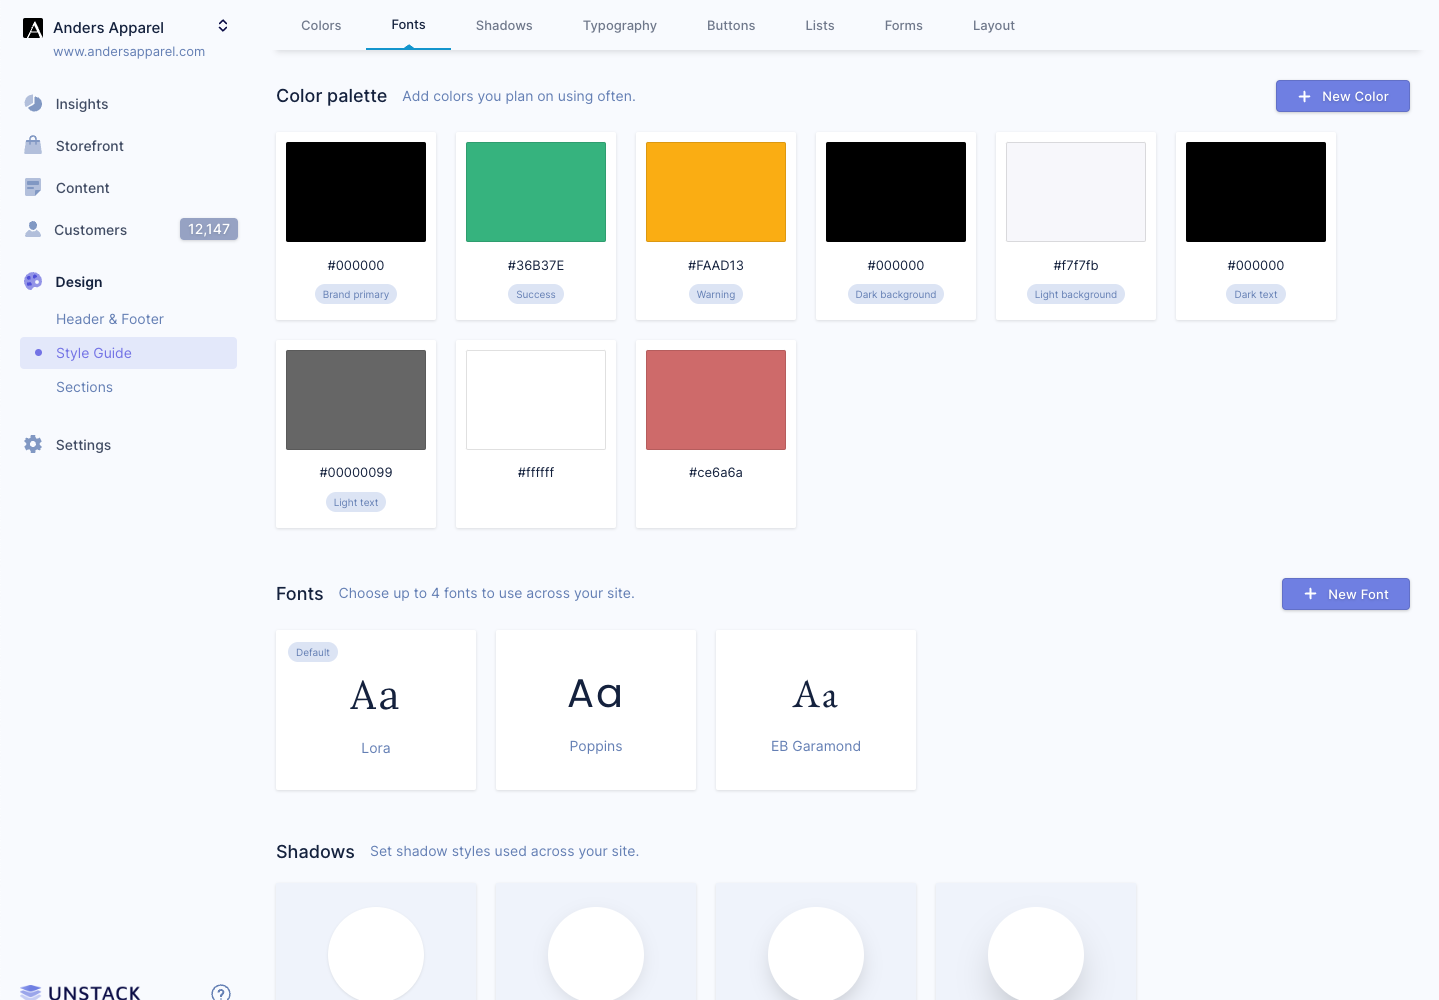 Anders Apparel
www.andersapparel.com
Insights
Storefront
Content
Customers 12,147
Design
Header & Footer
Style Guide
Sections
Settings
UNSTACK ?
Colors Fonts Shadows Typography Buttons Lists Forms Layout
Color palette Add colors you plan on using often. + New Color
#000000 #36B37E #FAAD13 #000000 #f7f7fb #000000
Brand primary Success Warning Dark background Light background Dark text
#00000099 #ffffff #ce6a6a
Light text
Fonts Choose up to 4 fonts to use across your site. + New Font
Default
Aa Aa Aa
Lora Poppins EB Garamond
Shadows Set shadow styles used across your site.